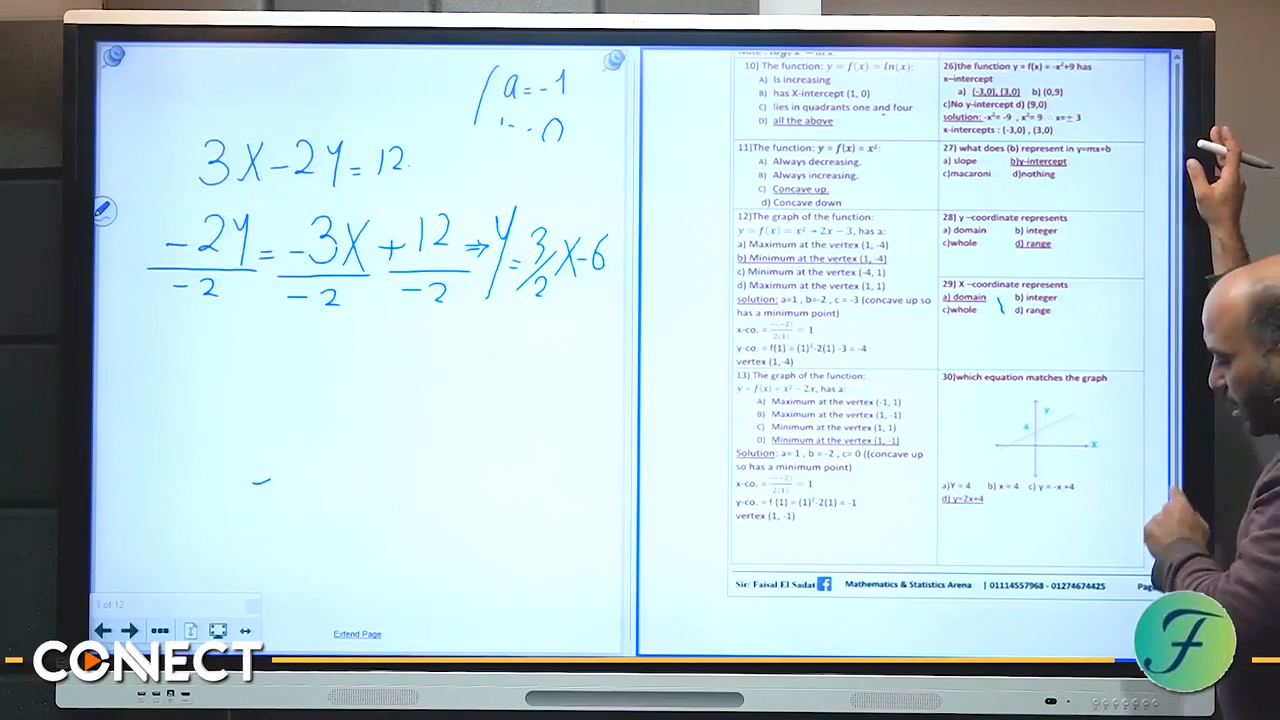 a = -1
0
3X-2Y=12
-2Y/-2 = -3X/-2 + 12/-2 ⇒ Y=3/2 X-6
3 of 12
Extend Page
CONNECT
10) The function: y = f(x) = ln(x):
A) Is increasing
B) has X-intercept (1, 0)
C) lies in quadrants one and four
D) all the above
11)The function: y = f(x) = x²:
A) Always decreasing.
B) Always increasing.
C) Concave up.
d) Concave down
12)The graph of the function:
y = f(x) = x² − 2x − 3, has a:
a) Maximum at the vertex (1, -4)
b) Minimum at the vertex (1, -4)
c) Minimum at the vertex (-4, 1)
d) Maximum at the vertex (1, 1)
solution: a=1 , b=-2 , c = -3 (concave up so
has a minimum point)
x-co. = -(-2)/2(1) = 1
y-co. = f(1) = (1)²-2(1) -3 = -4
vertex (1,-4)
13) The graph of the function:
y = f(x) = x² − 2x, has a:
A) Maximum at the vertex (-1, 1)
B) Maximum at the vertex (1, -1)
C) Minimum at the vertex (1, 1)
D) Minimum at the vertex (1, -1)
Solution: a= 1 , b = -2 , c= 0 ((concave up
so has a minimum point)
x-co. = -(-2)/2(1) = 1
y-co. = f (1) = (1)²-2(1) = -1
vertex (1, -1)
26)the function y = f(x) = -x²+9 has
x-intercept
a) (-3,0), (3,0) b) (0,9)
c)No y-intercept d) (9,0)
solution: -x²= -9 , x²= 9 ∴ x=± 3
x-intercepts : (-3,0) , (3,0)
27) what does (b) represent in y=mx+b
a) slope b)y-intercept
c)macaroni d)nothing
28) y –coordinate represents
a) domain b) integer
c)whole d) range
29) X –coordinate represents
a) domain b) integer
c)whole d) range
30)which equation matches the graph
y
4
X
a)Y = 4 b) x = 4 c) y = -x +4
d) y=2x+4
Sir/ Faisal El Sadat f Mathematics & Statistics Arena | 01114557968 - 01274674425
F